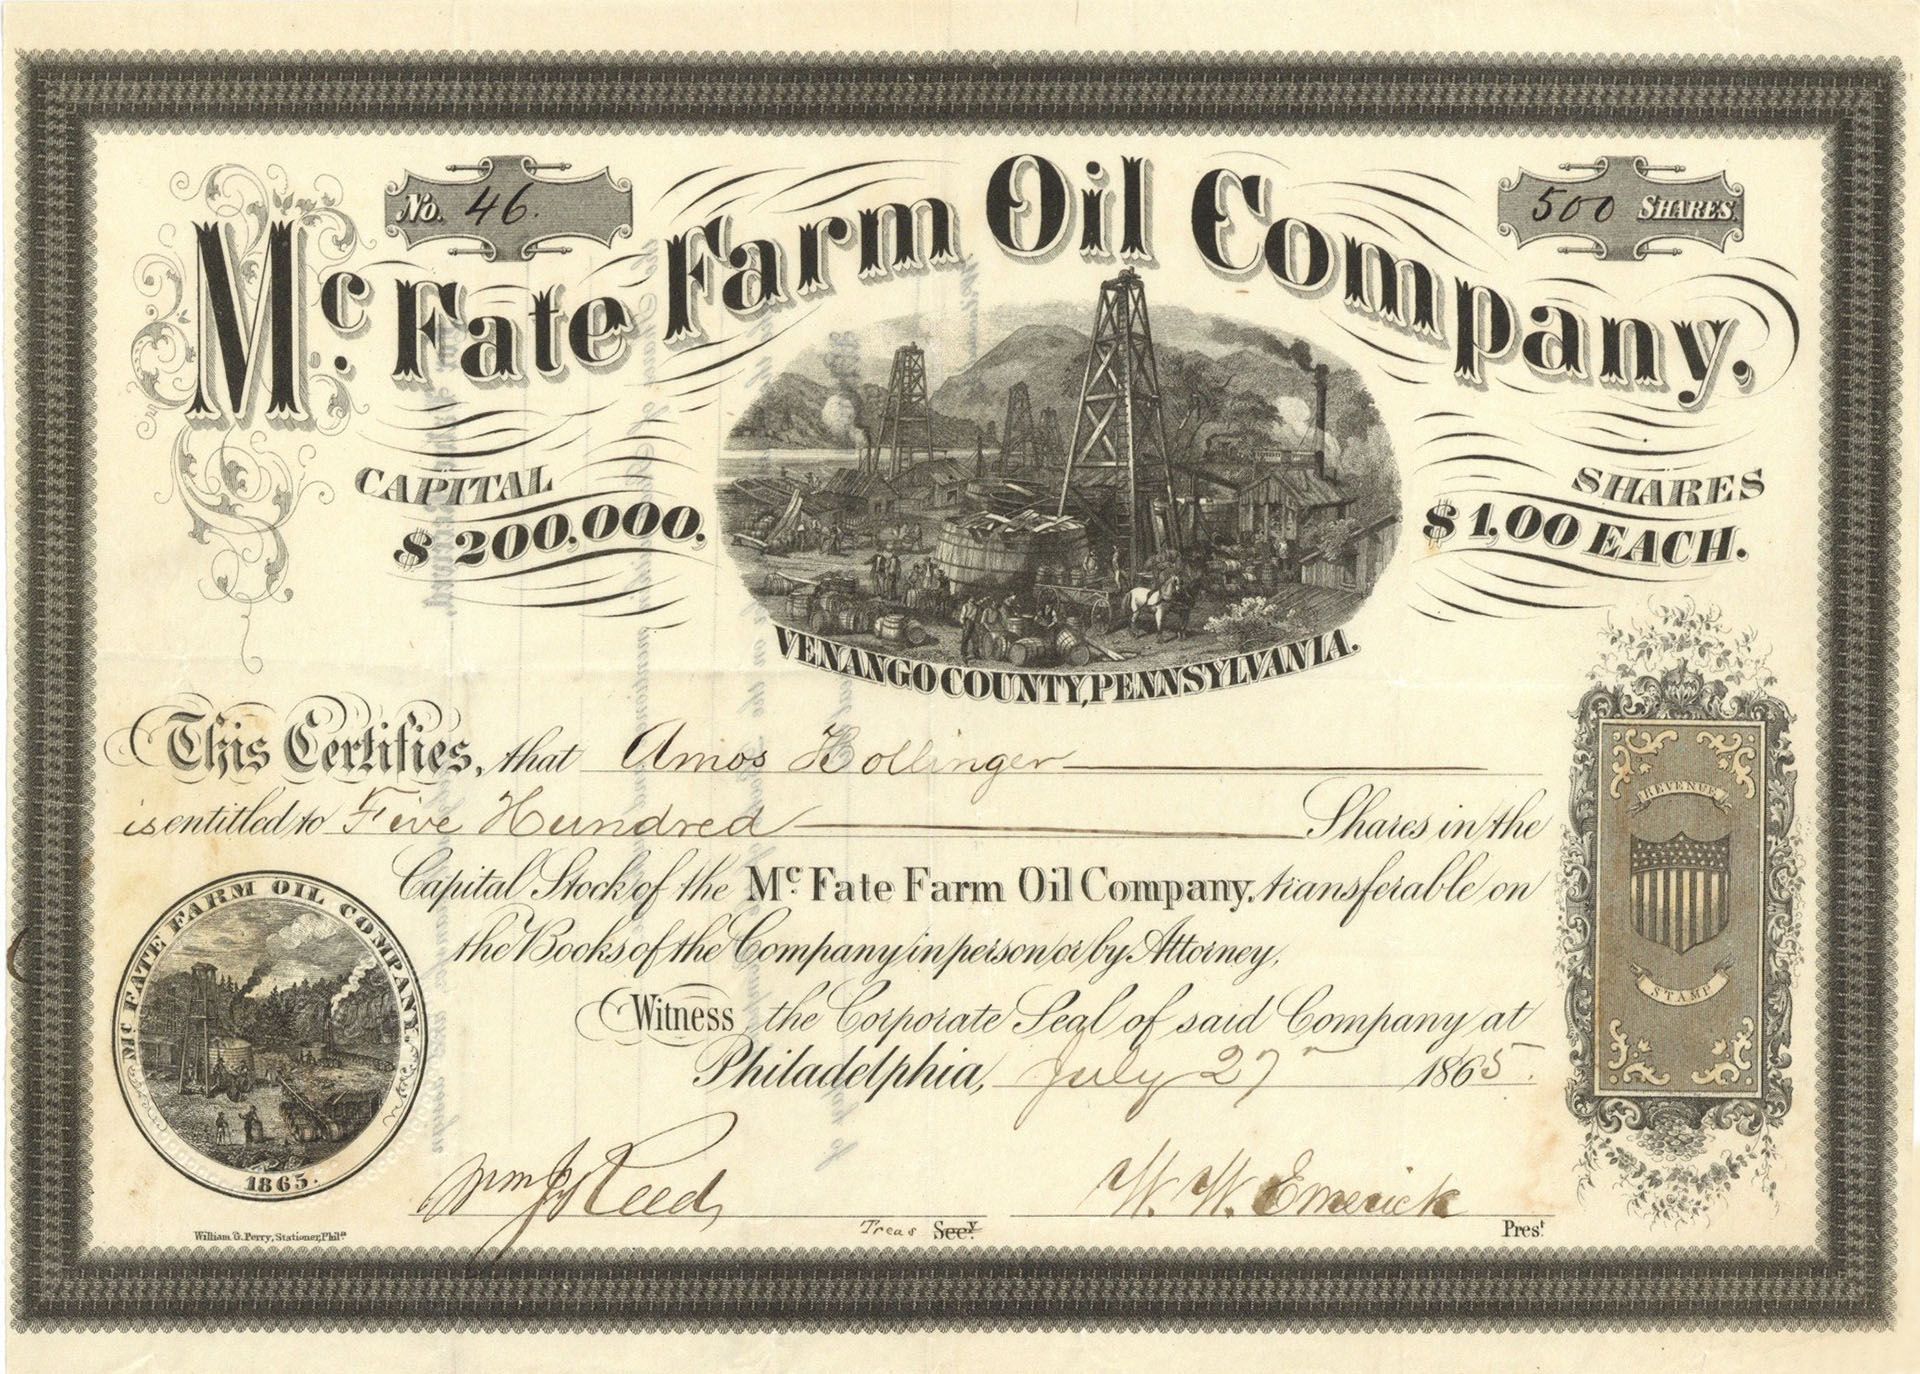 No. 46.
500 SHARES.
Mc. Fate Farm Oil Company.
CAPITAL
$200,000,
SHARES
$1,00 EACH.
VENANGO COUNTY, PENNSYLVANIA.
This Certifies, that Amos Hollinger
is entitled to Five Hundred Shares in the
Capital Stock of the Mc. Fate Farm Oil Company, transferable on
the Books of the Company in person or by Attorney.
Witness, the Corporate Seal of said Company at
Philadelphia, July 27 1865.
REVENUE
STAMP
MC FATE FARM OIL COMPANY.
1865.
Wm J Reed,
W. W. Emerick
Treas Secy.
Prest.
William G. Perry, Stationer, Phila